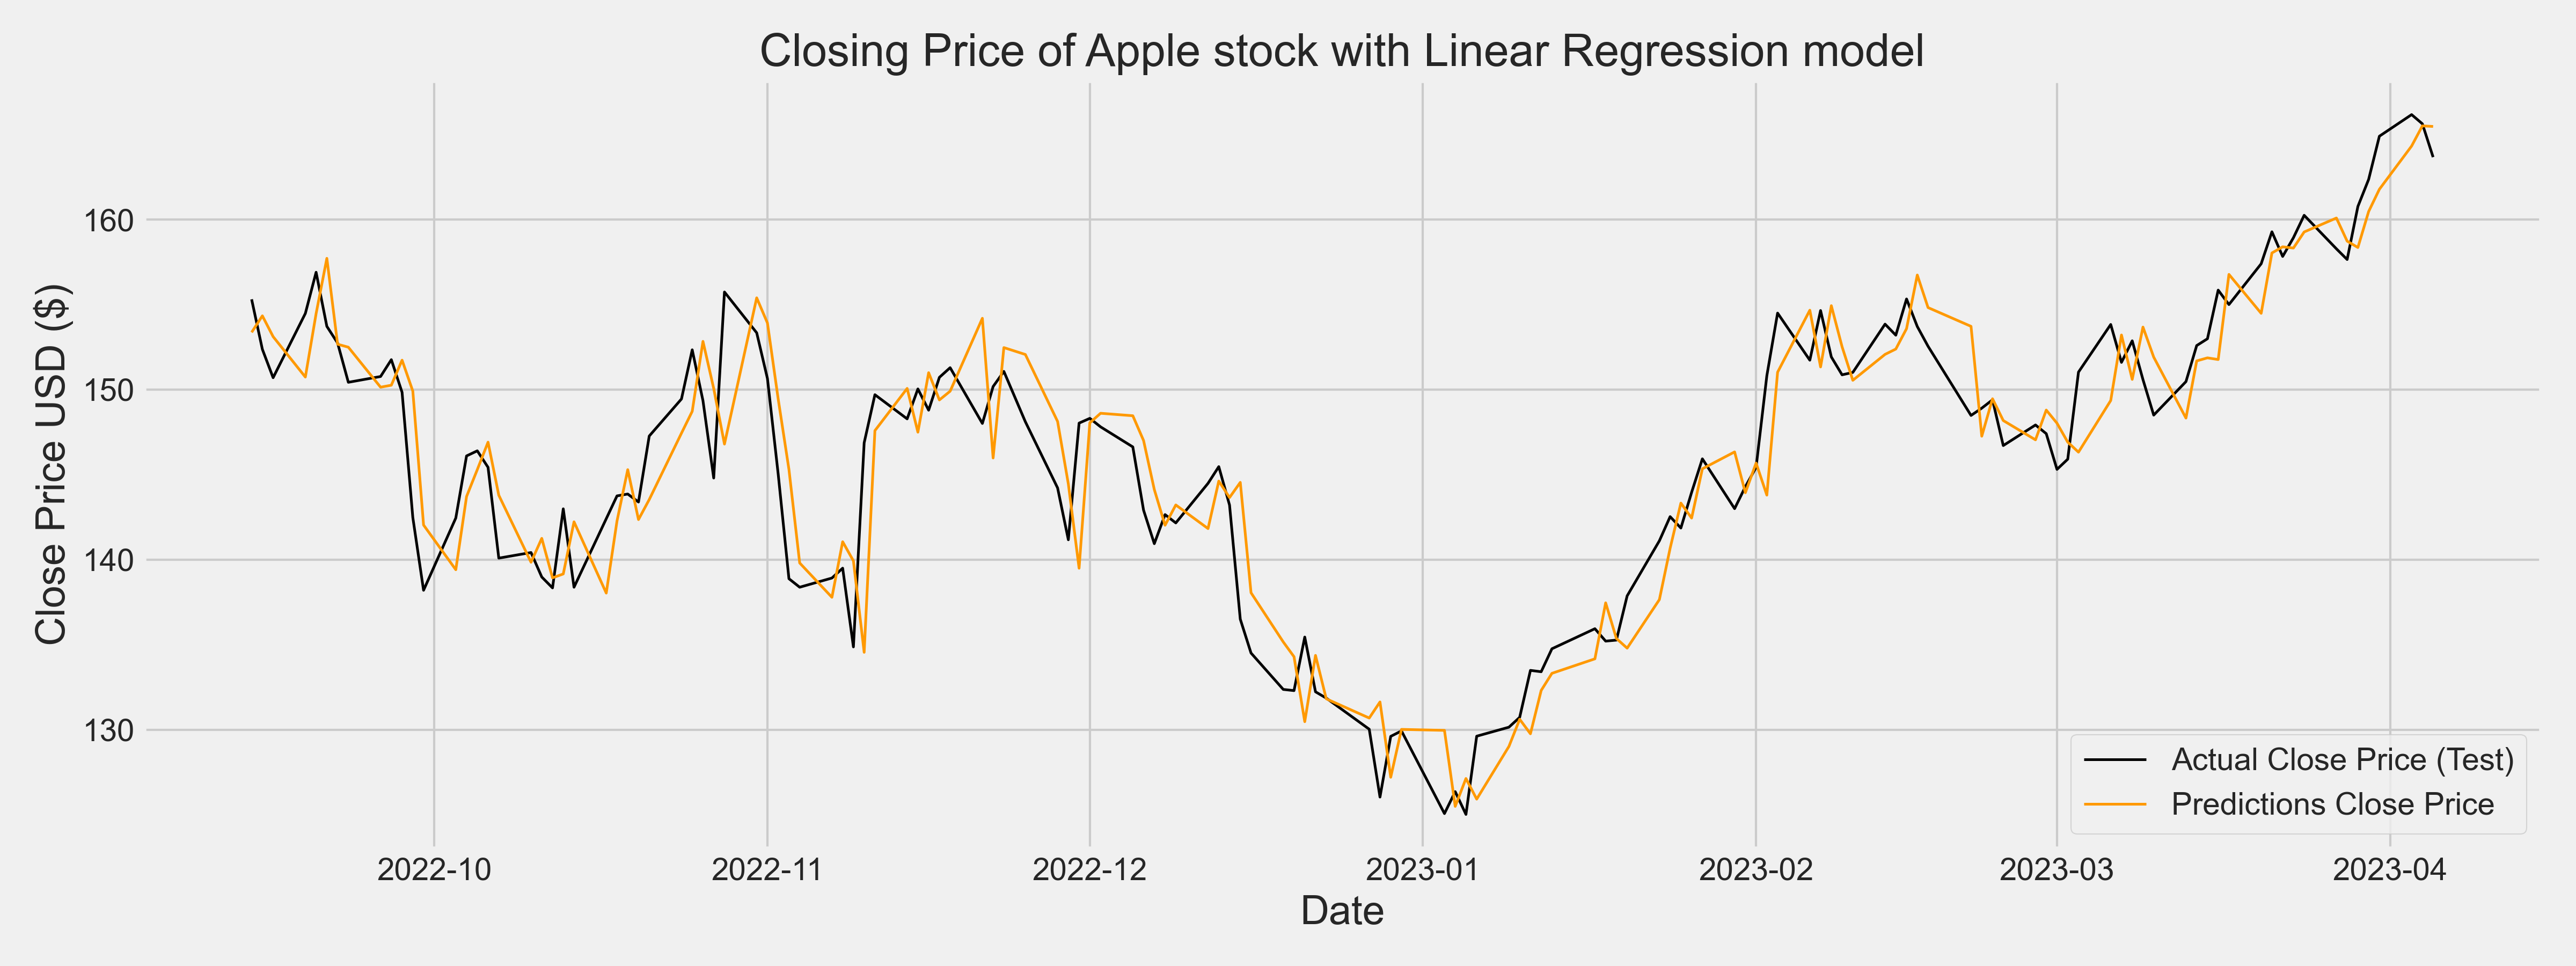 Closing Price of Apple stock with Linear Regression model
Close Price USD ($)
160
150
140
130
2022-10
2022-11
2022-12
2023-01
2023-02
2023-03
2023-04
Date
Actual Close Price (Test)
Predictions Close Price